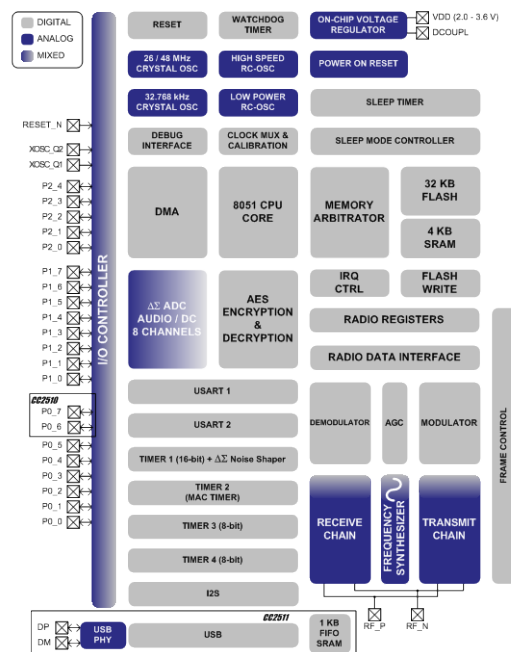 DIGITAL
ANALOG
MIXED
RESET
WATCHDOG
TIMER
ON-CHIP VOLTAGE
REGULATOR
VDD (2.0 - 3.6 V)
DCOUPL
26 / 48 MHz
CRYSTAL OSC
HIGH SPEED
RC-OSC
POWER ON RESET
32.768 kHz
CRYSTAL OSC
LOW POWER
RC-OSC
SLEEP TIMER
RESET_N
DEBUG
INTERFACE
CLOCK MUX &
CALIBRATION
SLEEP MODE CONTROLLER
XOSC_Q2
XOSC_Q1
P2_4
P2_3
P2_2
P2_1
P2_0
DMA
8051 CPU
CORE
MEMORY
ARBITRATOR
32 KB
FLASH
4 KB
SRAM
I/O CONTROLLER
P1_7
P1_6
P1_5
P1_4
P1_3
P1_2
P1_1
P1_0
ΔΣ ADC
AUDIO / DC
8 CHANNELS
AES
ENCRYPTION
&
DECRYPTION
IRQ
CTRL
FLASH
WRITE
RADIO REGISTERS
RADIO DATA INTERFACE
FRAME CONTROL
CC2510
P0_7
P0_6
P0_5
P0_4
P0_3
P0_2
P0_1
P0_0
USART 1
USART 2
TIMER 1 (16-bit) + ΔΣ Noise Shaper
TIMER 2
(MAC TIMER)
TIMER 3 (8-bit)
TIMER 4 (8-bit)
I2S
DEMODULATOR
AGC
MODULATOR
RECEIVE
CHAIN
FREQUENCY
SYNTHESIZER
TRANSMIT
CHAIN
RF_P
RF_N
CC2511
DP
DM
USB
PHY
USB
1 KB
FIFO
SRAM